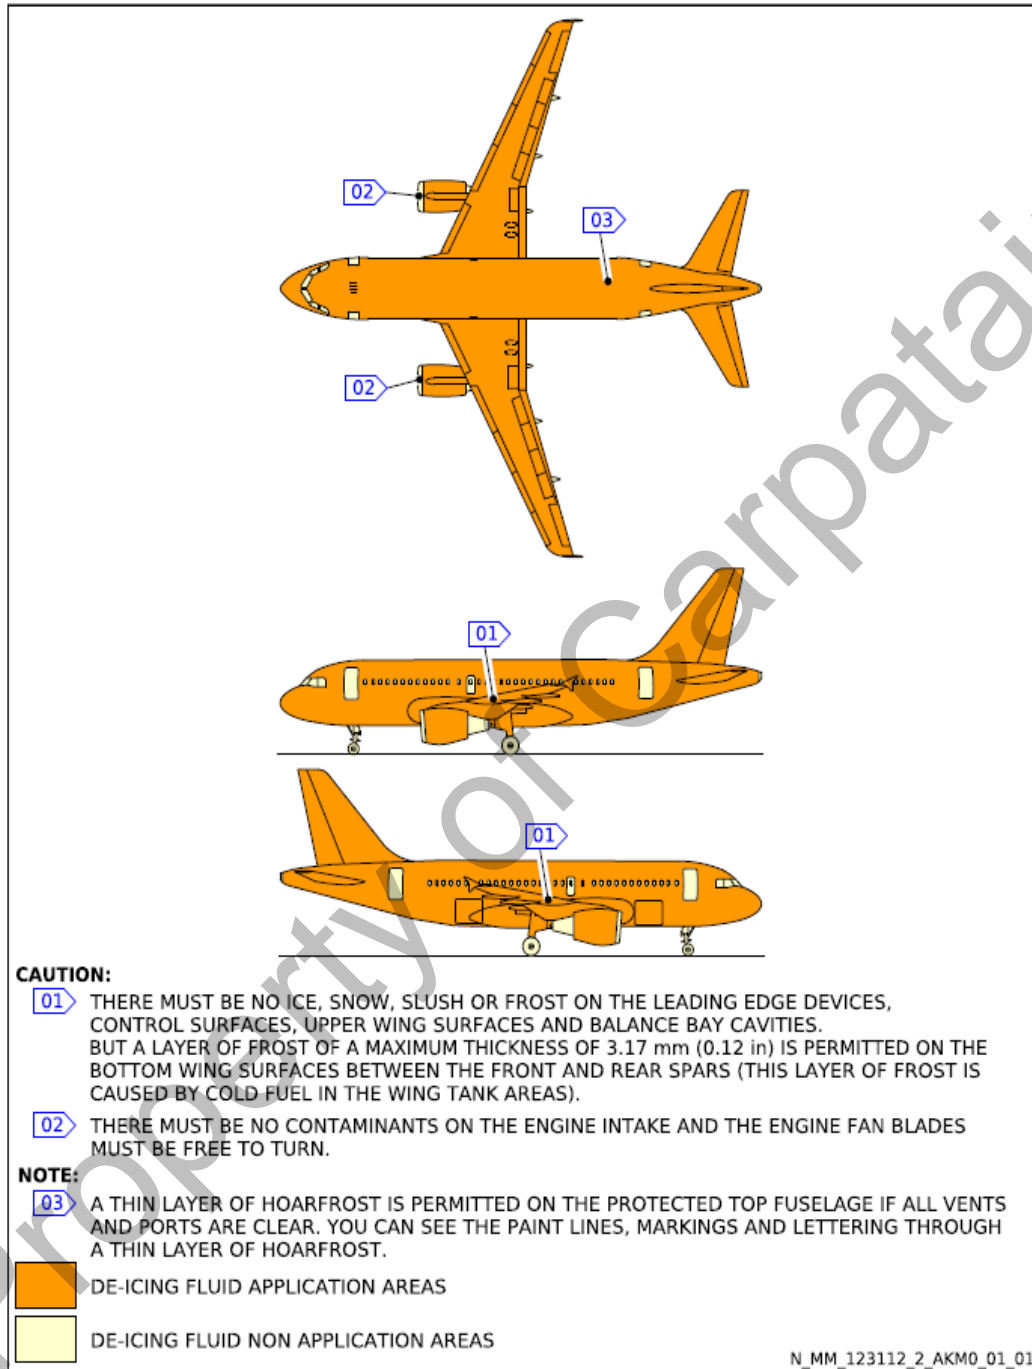 02
03
02
01
01
CAUTION:
01 THERE MUST BE NO ICE, SNOW, SLUSH OR FROST ON THE LEADING EDGE DEVICES,
CONTROL SURFACES, UPPER WING SURFACES AND BALANCE BAY CAVITIES.
BUT A LAYER OF FROST OF A MAXIMUM THICKNESS OF 3.17 mm (0.12 in) IS PERMITTED ON THE
BOTTOM WING SURFACES BETWEEN THE FRONT AND REAR SPARS (THIS LAYER OF FROST IS
CAUSED BY COLD FUEL IN THE WING TANK AREAS).
02 THERE MUST BE NO CONTAMINANTS ON THE ENGINE INTAKE AND THE ENGINE FAN BLADES
MUST BE FREE TO TURN.
NOTE:
03 A THIN LAYER OF HOARFROST IS PERMITTED ON THE PROTECTED TOP FUSELAGE IF ALL VENTS
AND PORTS ARE CLEAR. YOU CAN SEE THE PAINT LINES, MARKINGS AND LETTERING THROUGH
A THIN LAYER OF HOARFROST.
DE-ICING FLUID APPLICATION AREAS
DE-ICING FLUID NON APPLICATION AREAS
N_MM_123112_2_AKM0_01_01
Property of Carpatai